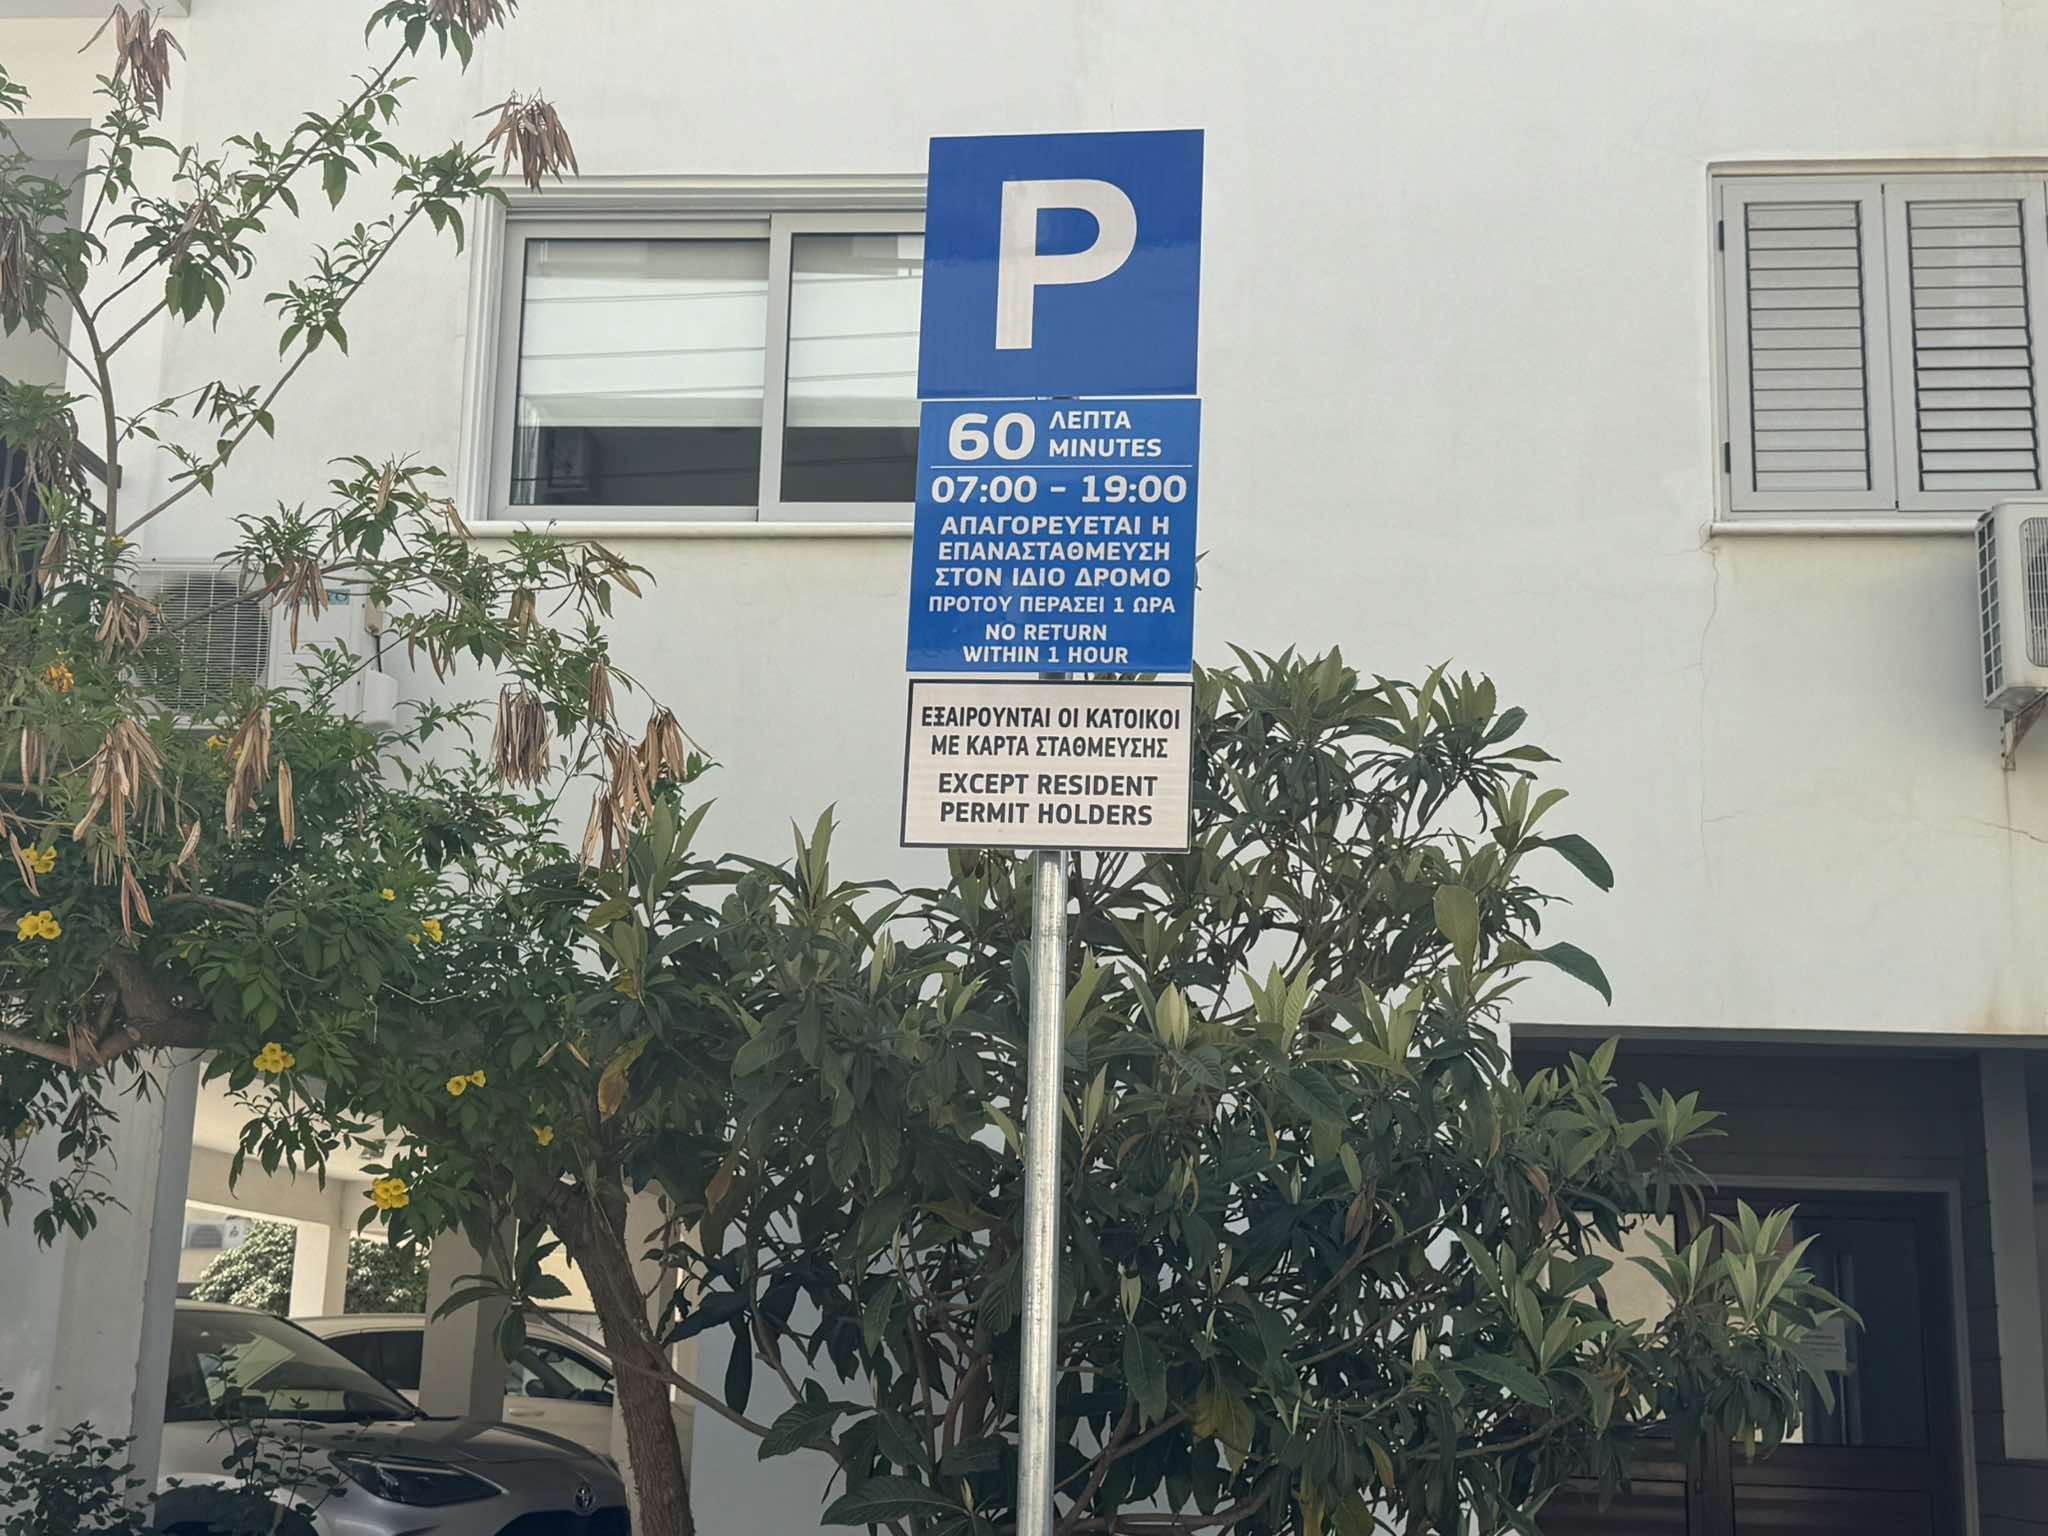 P
60 ΛΕΠΤΑ
MINUTES
07:00 - 19:00
ΑΠΑΓΟΡΕΥΕΤΑΙ Η
ΕΠΑΝΑΣΤΑΘΜΕΥΣΗ
ΣΤΟΝ ΙΔΙΟ ΔΡΟΜΟ
ΠΡΟΤΟΥ ΠΕΡΑΣΕΙ 1 ΩΡΑ
NO RETURN
WITHIN 1 HOUR
ΕΞΑΙΡΟΥΝΤΑΙ ΟΙ ΚΑΤΟΙΚΟΙ
ΜΕ ΚΑΡΤΑ ΣΤΑΘΜΕΥΣΗΣ
EXCEPT RESIDENT
PERMIT HOLDERS